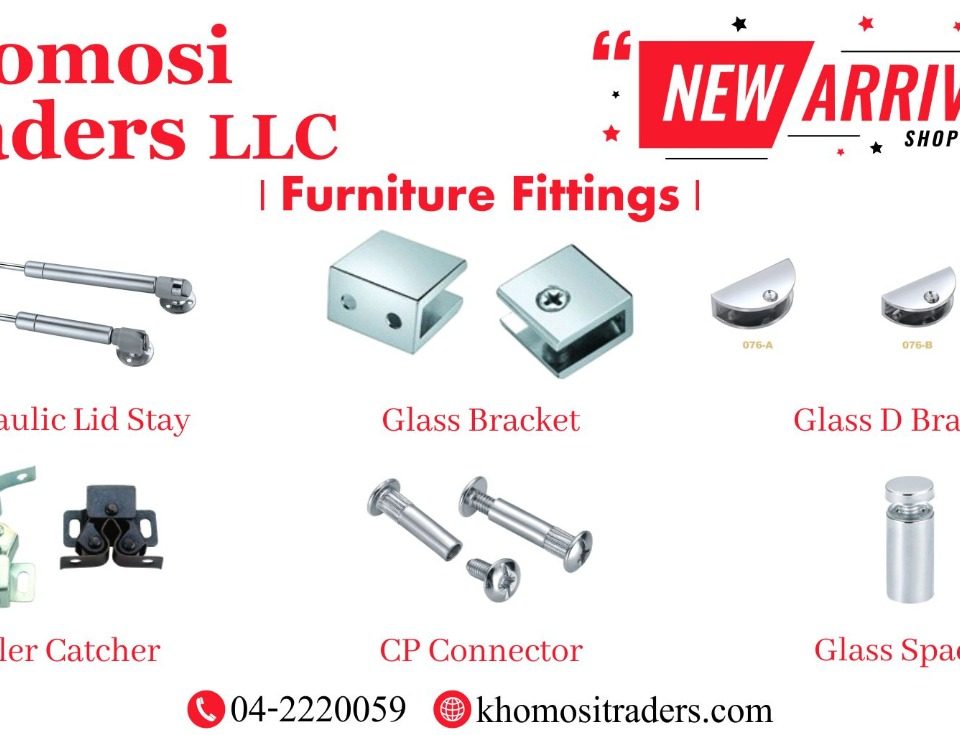 omosi
aders LLC
“ NEW ARRIV
SHOP
| Furniture Fittings |
076-A
076-B
aulic Lid Stay
Glass Bracket
Glass D Bra
ler Catcher
CP Connector
Glass Spac
04-2220059
khomositraders.com